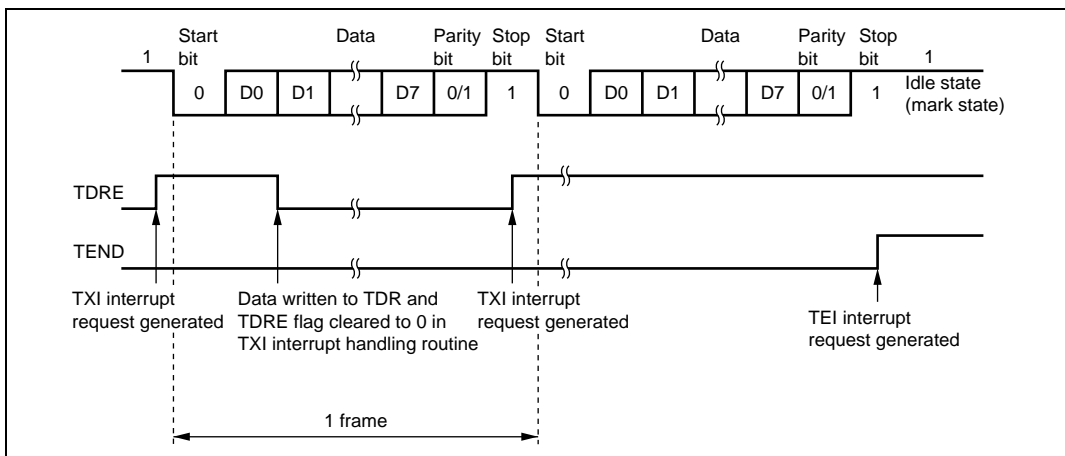 1
Start
bit
Data
Parity
bit
Stop
bit
Start
bit
Data
Parity
bit
Stop
bit
1
0 D0 D1 D7 0/1 1 0 D0 D1 D7 0/1 1
Idle state
(mark state)
TDRE
TEND
TXI interrupt
request generated
Data written to TDR and
TDRE flag cleared to 0 in
TXI interrupt handling routine
TXI interrupt
request generated
TEI interrupt
request generated
1 frame